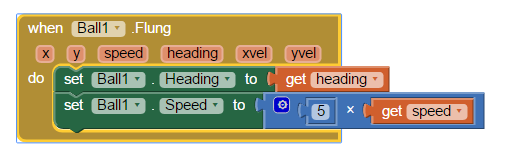 when Ball1 .Flung
x y speed heading xvel yvel
do set Ball1 . Heading to get heading
set Ball1 . Speed to 5 × get speed